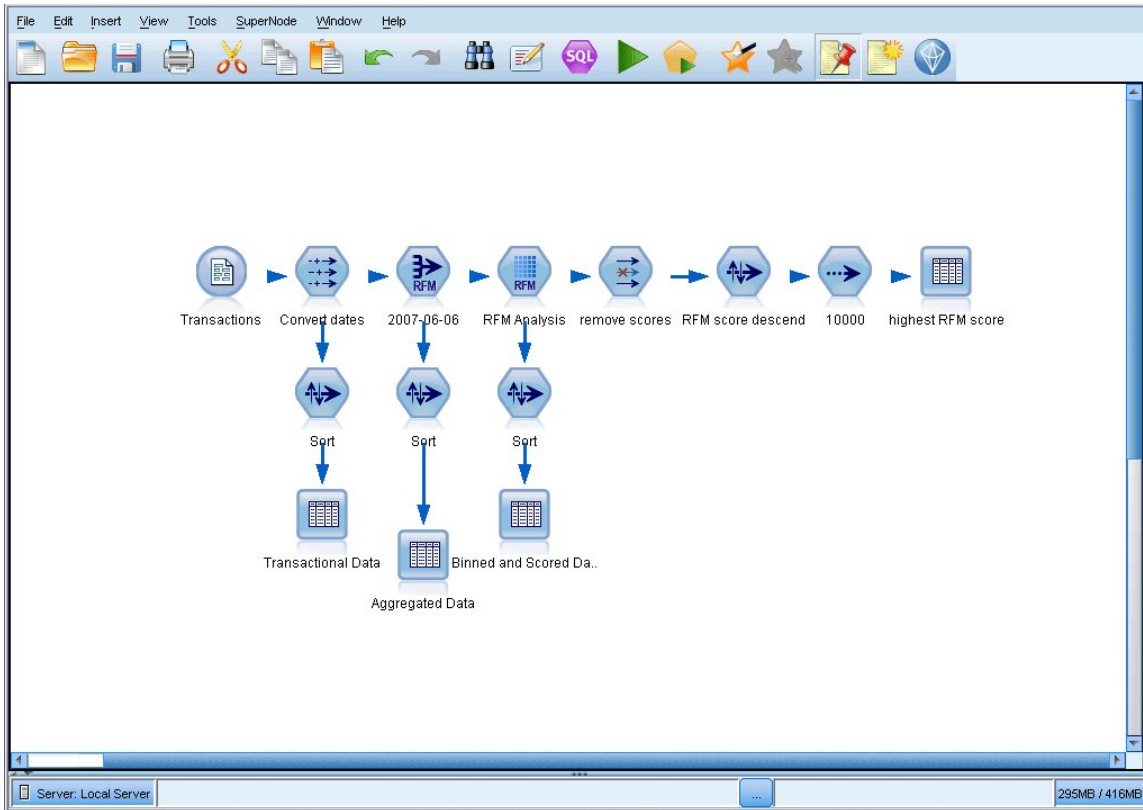 File Edit Insert View Tools SuperNode Window Help
SQL
RFM RFM
Transactions Convert dates 2007-06-06 RFM Analysis remove scores RFM score descend 10000 highest RFM score
Sort Sort Sort
Transactional Data Binned and Scored Da..
Aggregated Data
Server: Local Server ... 295MB / 416MB